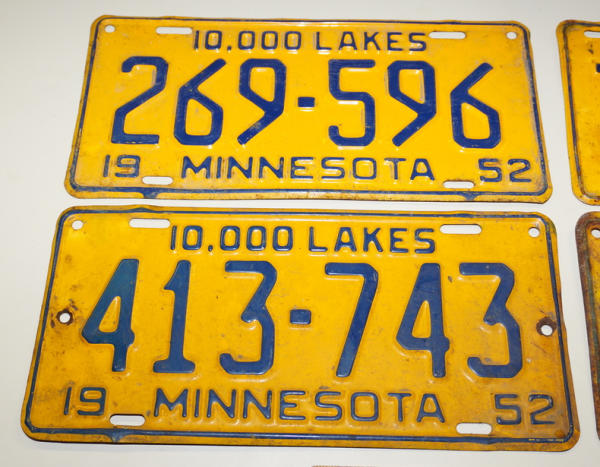 10,000 LAKES
269-596
19 MINNESOTA 52
10,000 LAKES
413-743
19 MINNESOTA 52